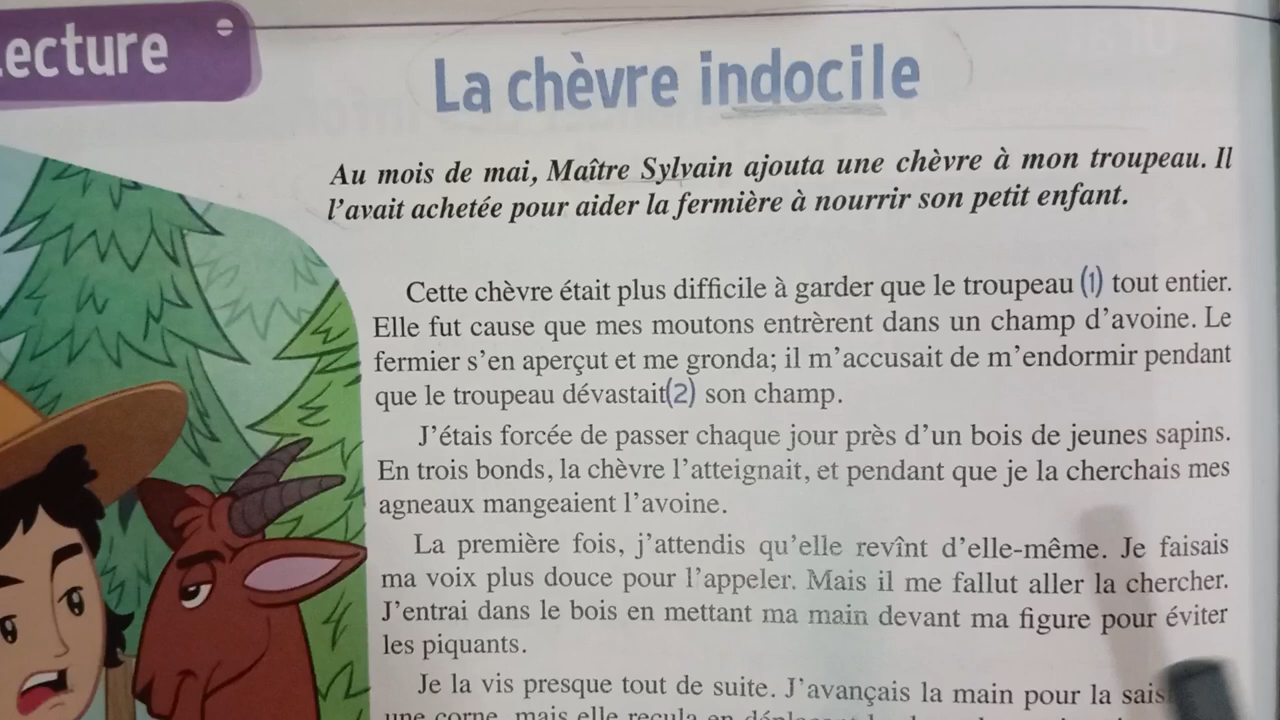 ecture
La chèvre indocile
Au mois de mai, Maître Sylvain ajouta une chèvre à mon troupeau. Il
l'avait achetée pour aider la fermière à nourrir son petit enfant.
Cette chèvre était plus difficile à garder que le troupeau (1) tout entier.
Elle fut cause que mes moutons entrèrent dans un champ d'avoine. Le
fermier s'en aperçut et me gronda; il m'accusait de m'endormir pendant
que le troupeau dévastait(2) son champ.
J'étais forcée de passer chaque jour près d'un bois de jeunes sapins.
En trois bonds, la chèvre l'atteignait, et pendant que je la cherchais mes
agneaux mangeaient l'avoine.
La première fois, j'attendis qu'elle revînt d'elle-même. Je faisais
ma voix plus douce pour l'appeler. Mais il me fallut aller la chercher.
J'entrai dans le bois en mettant ma main devant ma figure pour éviter
les piquants.
Je la vis presque tout de suite. J'avançais la main pour la sais
une corne, mais elle recula en